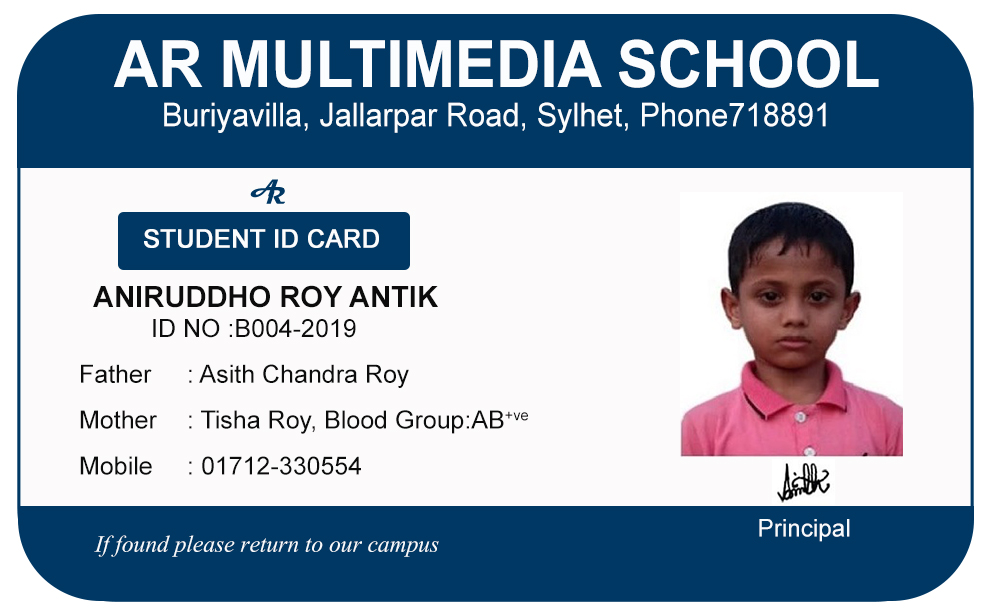 AR MULTIMEDIA SCHOOL
Buriyavilla, Jallarpar Road, Sylhet, Phone718891
AR
STUDENT ID CARD
ANIRUDDHO ROY ANTIK
ID NO :B004-2019
Father : Asith Chandra Roy
Mother : Tisha Roy, Blood Group:AB+ve
Mobile : 01712-330554
Principal
If found please return to our campus